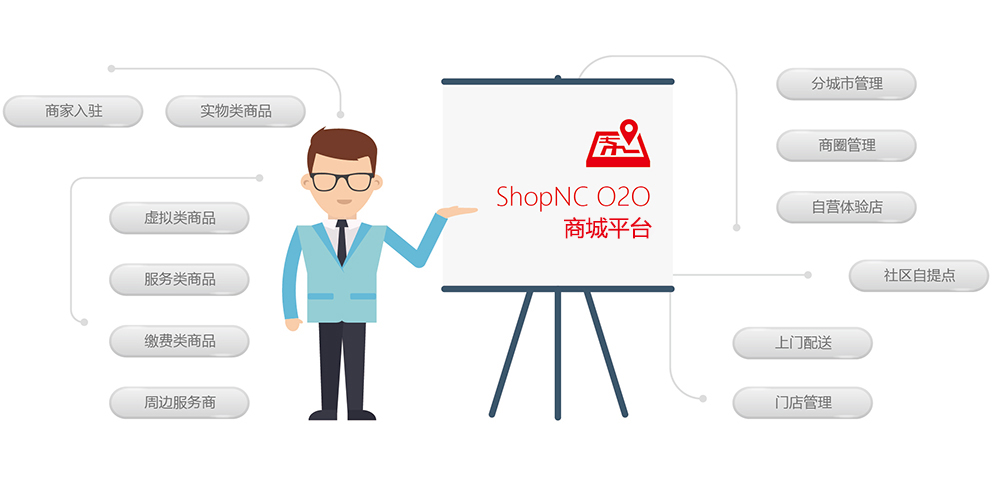 商家入驻
实物类商品
虚拟类商品
服务类商品
缴费类商品
周边服务商
ShopNC O2O
商城平台
分城市管理
商圈管理
自营体验店
社区自提点
上门配送
门店管理